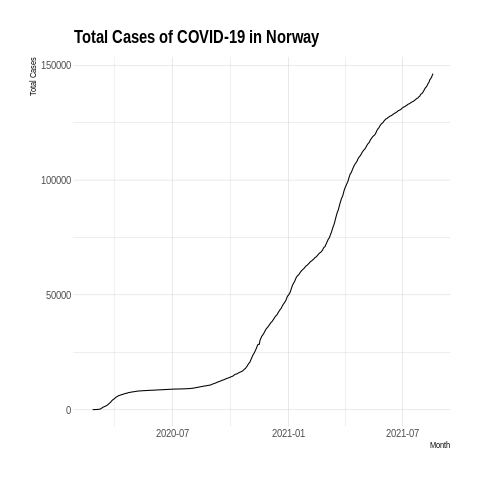 Total Cases of COVID-19 in Norway
Total Cases
150000
100000
50000
0
2020-07
2021-01
2021-07
Month